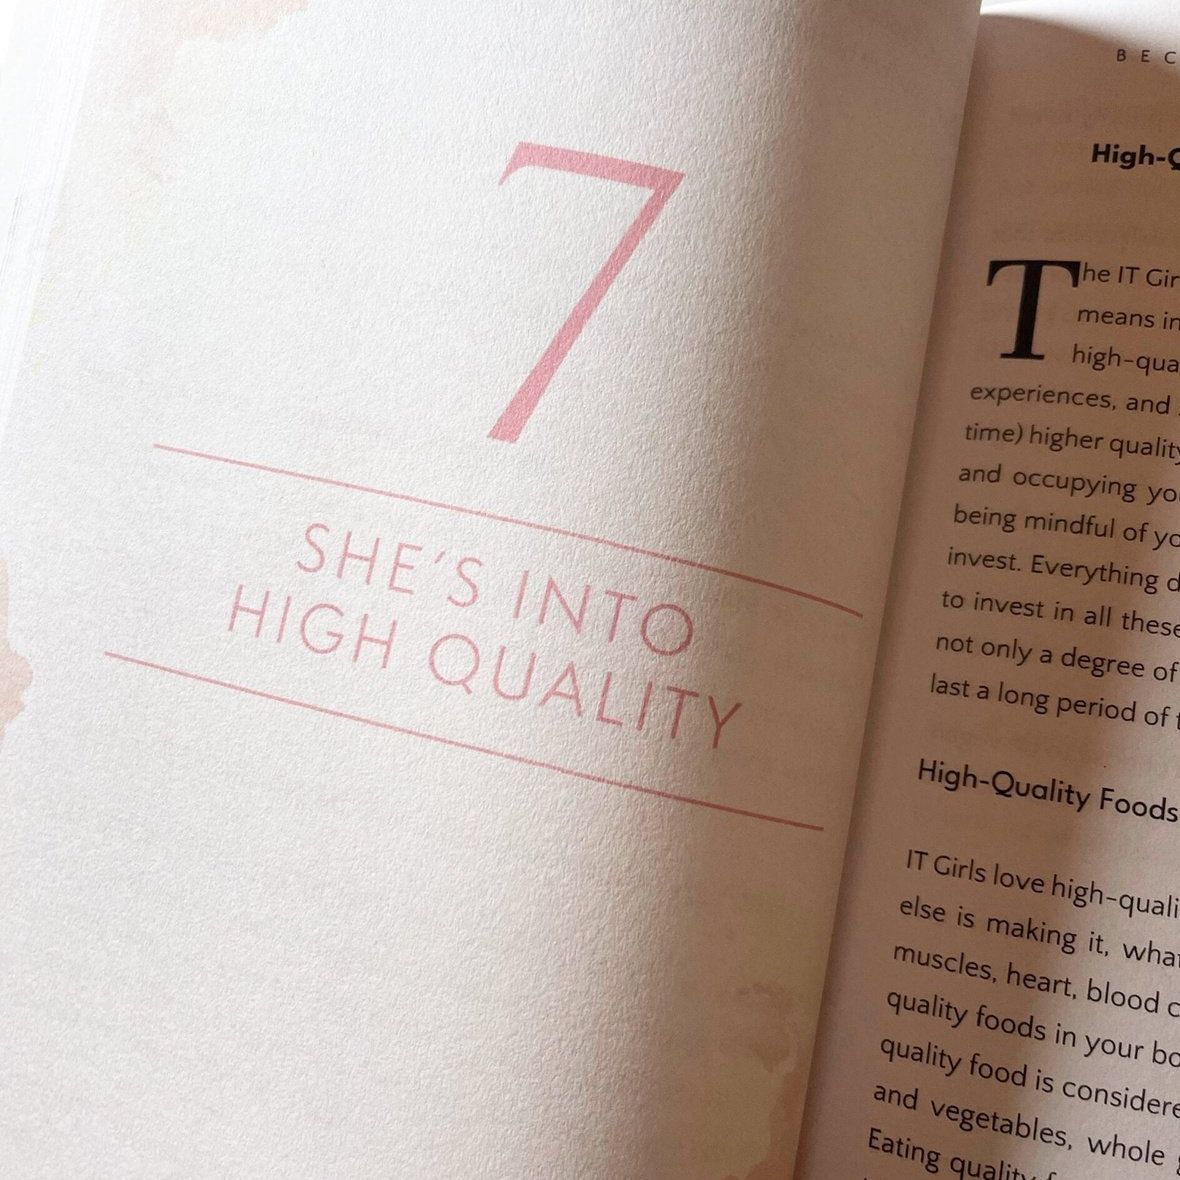 7
SHE'S INTO
HIGH QUALITY
BEC
High-Q
The IT Gir
means in
high-qua
experiences, and
time) higher quality
and occupying yo
being mindful of yo
invest. Everything d
to invest in all these
not only a degree of
last a long period of t
High-Quality Foods
IT Girls love high-quali
else is making it, what
muscles, heart, blood c
quality foods in your bo
quality food is considere
and vegetables, whole g
Eating quality f